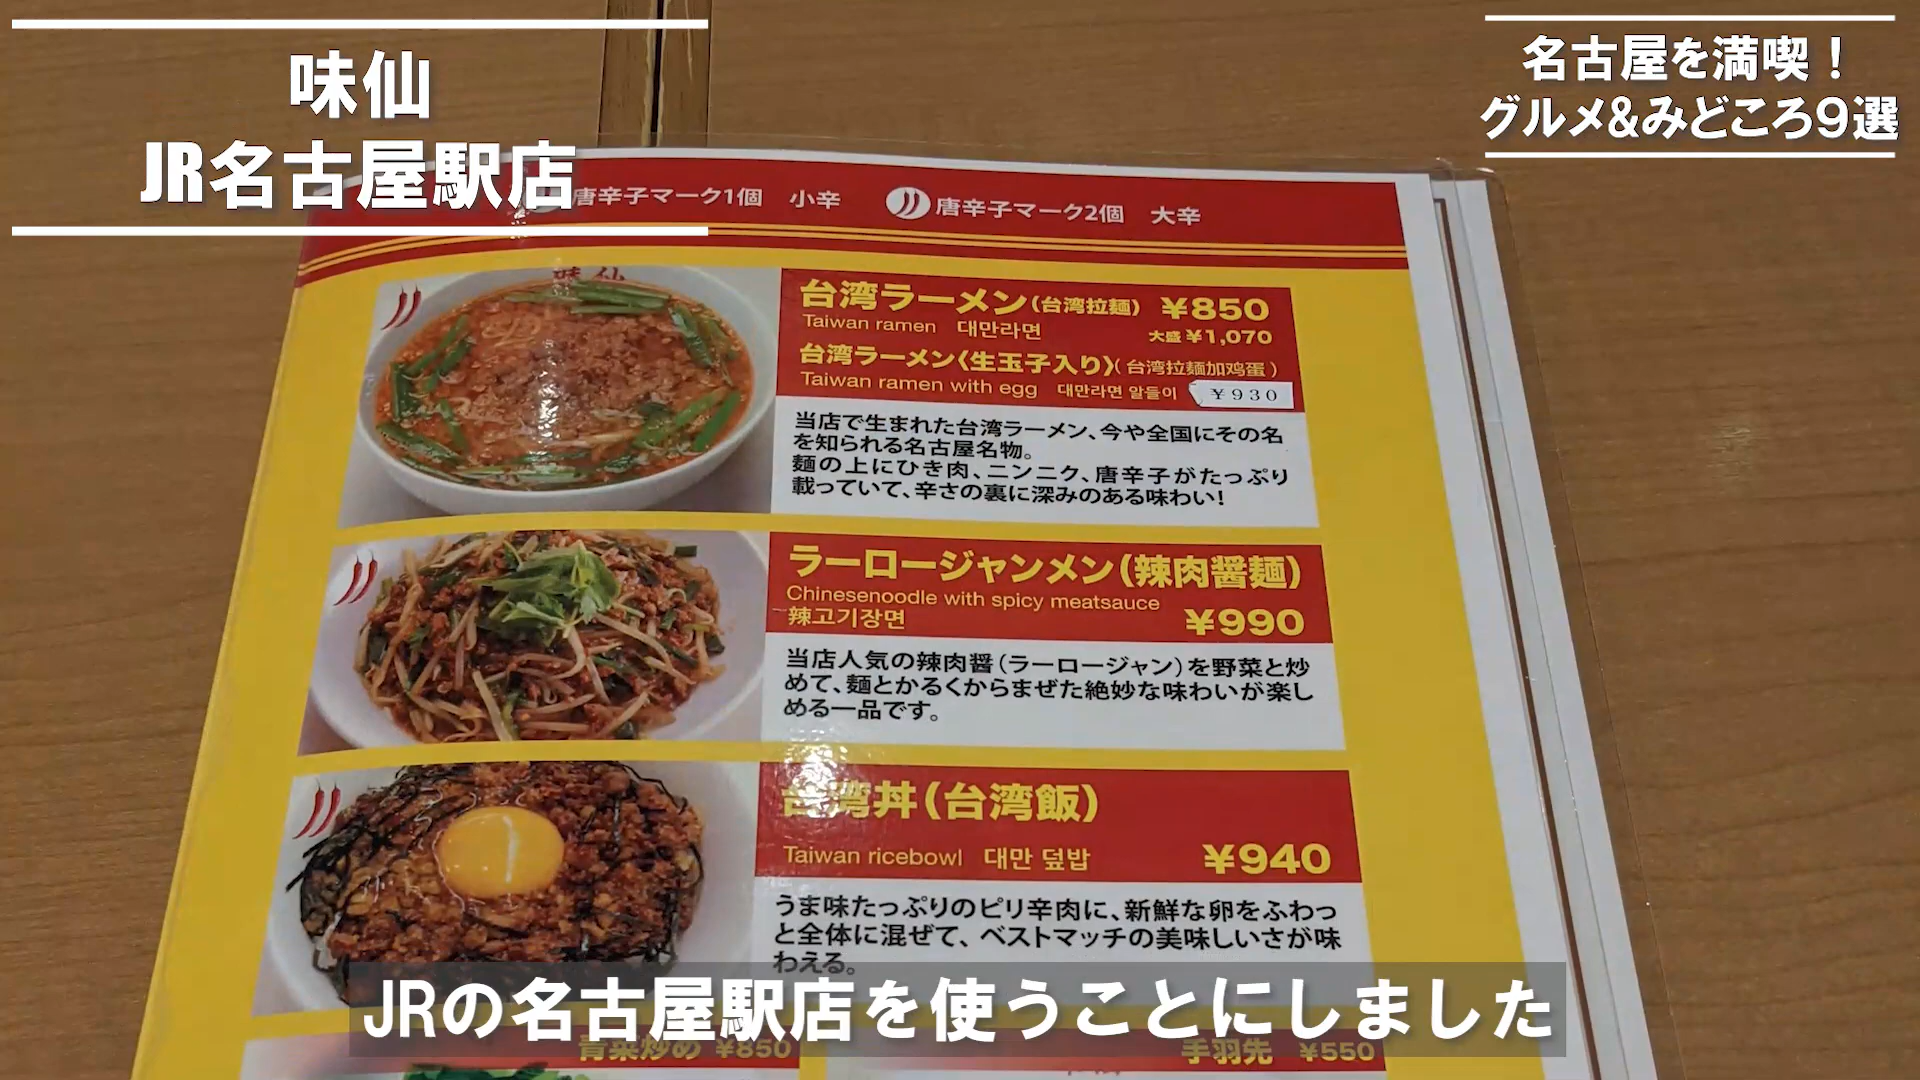 味仙
JR名古屋駅店
名古屋を満喫！
グルメ&みどころ9選
唐辛子マーク1個　小辛
唐辛子マーク2個　大辛
味仙
台湾ラーメン(台湾拉麺) ¥850
Taiwan ramen 대만라면
大盛 ¥1,070
台湾ラーメン〈生玉子入り〉(台湾拉麺加鸡蛋)
Taiwan ramen with egg 대만라면 알들이 ¥930
当店で生まれた台湾ラーメン、今や全国にその名
を知られる名古屋名物。
麺の上にひき肉、ニンニク、唐辛子がたっぷり
載っていて、辛さの裏に深みのある味わい!
ラーロージャンメン(辣肉醤麺)
Chinesenoodle with spicy meatsauce
辣고기장면 ¥990
当店人気の辣肉醤(ラーロージャン)を野菜と炒
めて、麺とかるくからませた絶妙な味わいが楽し
める一品です。
台湾丼(台湾飯)
Taiwan ricebowl 대만 덮밥 ¥940
うま味たっぷりのピリ辛肉に、新鮮な卵をふわっ
と全体に混ぜて、ベストマッチの美味しいさが味
わえる。
JRの名古屋駅店を使うことにしました
青菜炒め ¥850
手羽先 ¥550